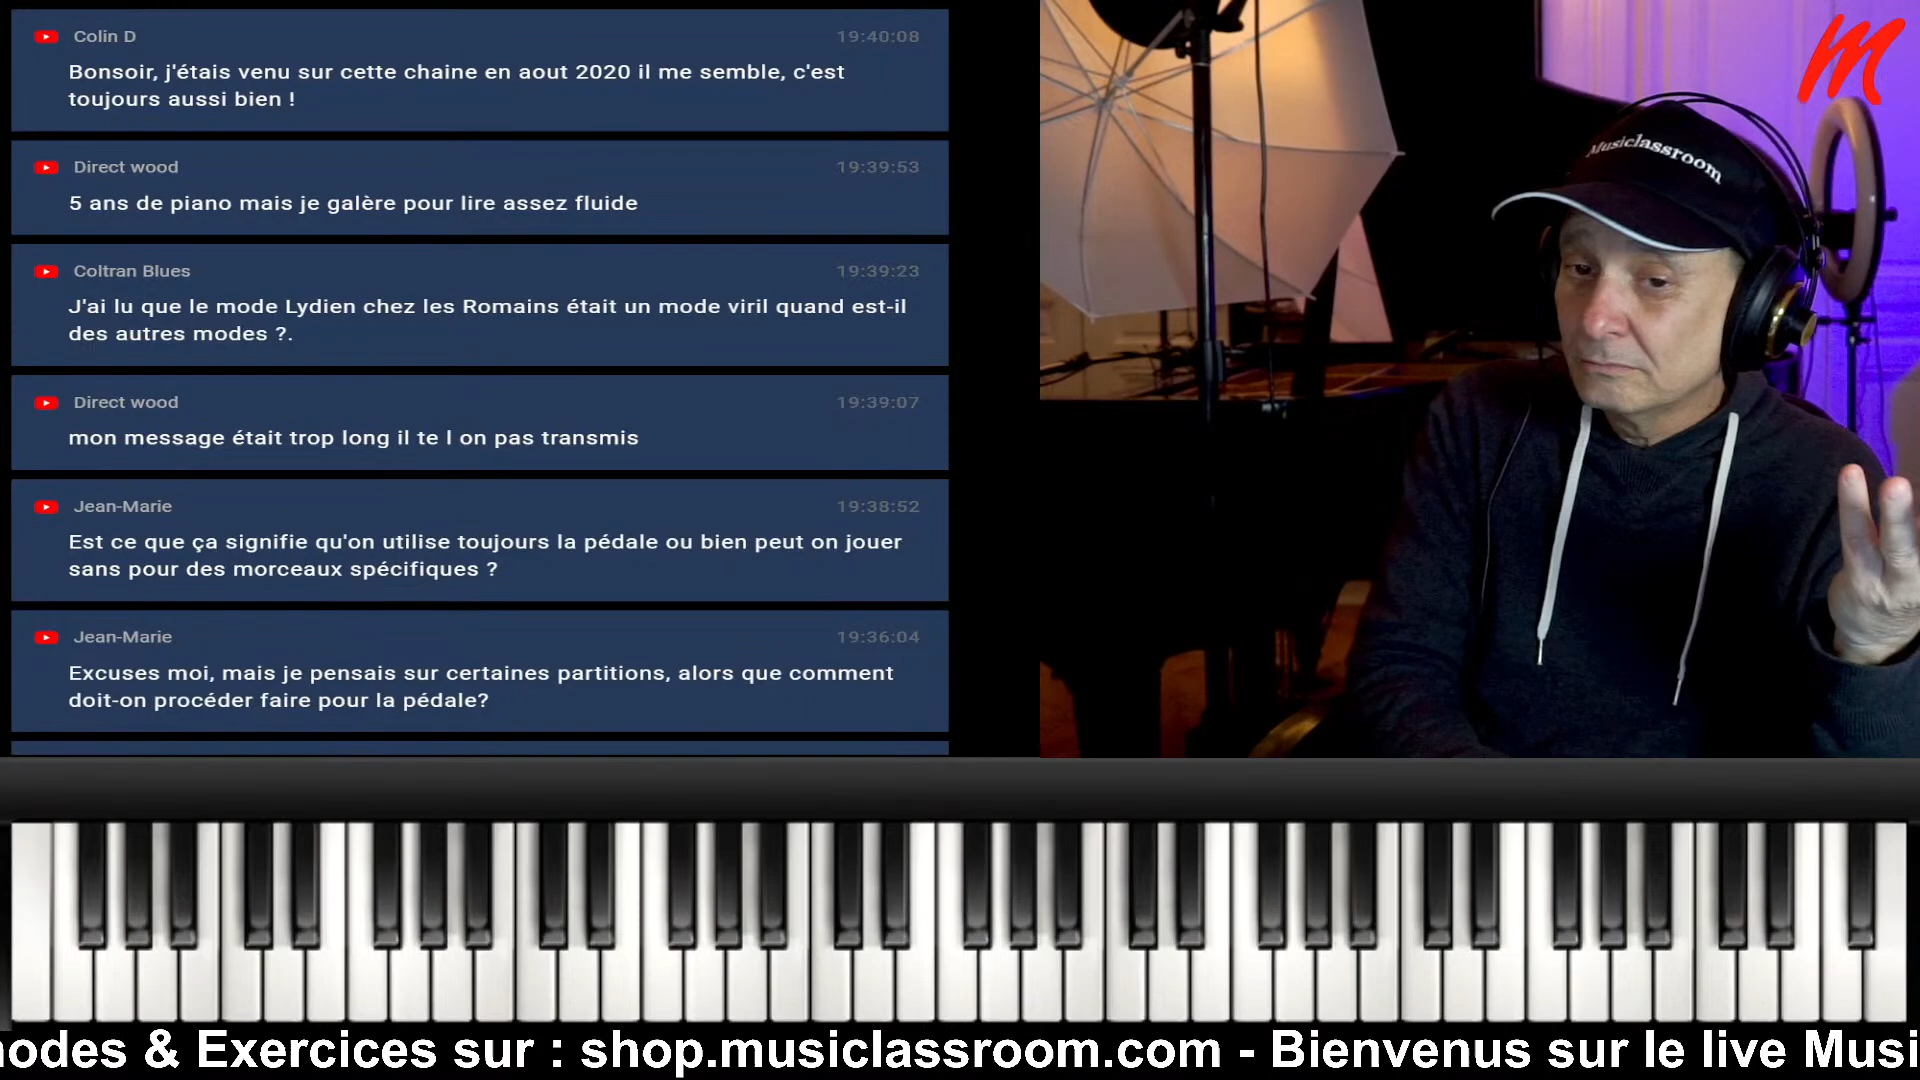 Colin D 19:40:08
Bonsoir, j'étais venu sur cette chaine en aout 2020 il me semble, c'est
toujours aussi bien !
Direct wood 19:39:53
5 ans de piano mais je galère pour lire assez fluide
Coltran Blues 19:39:23
J'ai lu que le mode Lydien chez les Romains était un mode viril quand est-il
des autres modes ?.
Direct wood 19:39:07
mon message était trop long il te l on pas transmis
Jean-Marie 19:38:52
Est ce que ça signifie qu'on utilise toujours la pédale ou bien peut on jouer
sans pour des morceaux spécifiques ?
Jean-Marie 19:36:04
Excuses moi, mais je pensais sur certaines partitions, alors que comment
doit-on procéder faire pour la pédale?
M
Musiclassroom
hodes & Exercices sur : shop.musiclassroom.com - Bienvenus sur le live Musi